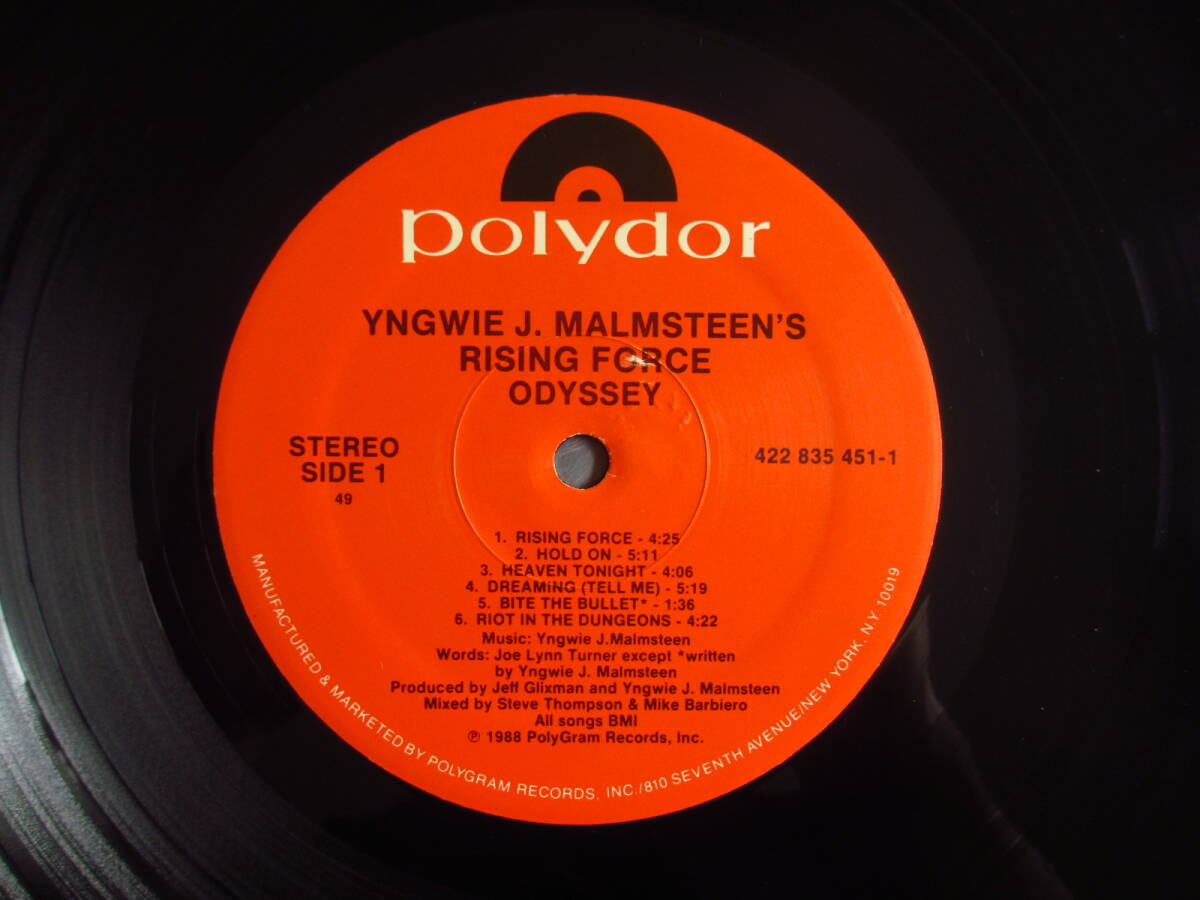 polydor
YNGWIE J. MALMSTEEN'S
RISING FORCE
ODYSSEY
STEREO
SIDE 1
49
422 835 451-1
1. RISING FORCE - 4:25
2. HOLD ON - 5:11
3. HEAVEN TONIGHT - 4:06
4. DREAMING (TELL ME) - 5:19
5. BITE THE BULLET* - 1:36
6. RIOT IN THE DUNGEONS - 4:22
Music: Yngwie J.Malmsteen
Words: Joe Lynn Turner except *written
by Yngwie J. Malmsteen
Produced by Jeff Glixman and Yngwie J. Malmsteen
Mixed by Steve Thompson & Mike Barbiero
All songs BMI
℗ 1988 PolyGram Records, Inc.
MANUFACTURED & MARKETED BY POLYGRAM RECORDS, INC./810 SEVENTH AVENUE/NEW YORK, N.Y. 10019